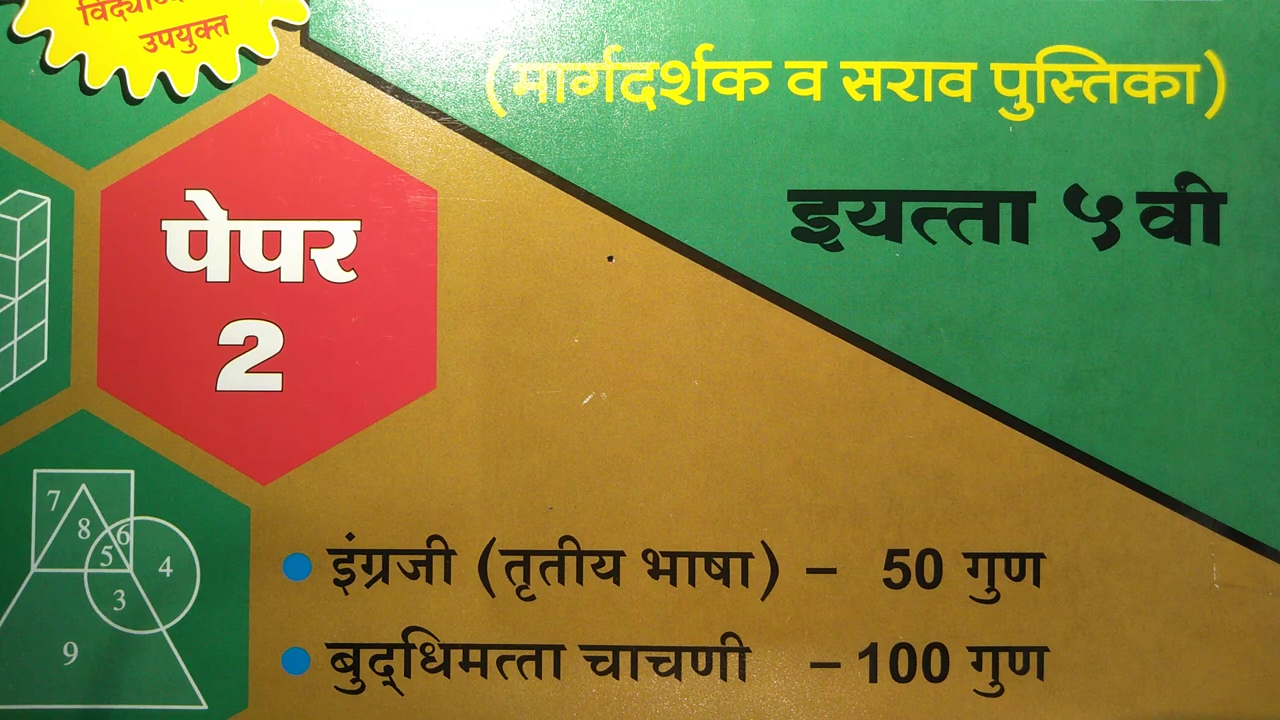 उपयुक्त
(मार्गदर्शक व सराव पुस्तिका)
इयत्ता ५ वी
पेपर
2
7
8
6
5
4
3
9
● इंग्रजी (तृतीय भाषा) – 50 गुण
● बुद्धिमत्ता चाचणी – 100 गुण